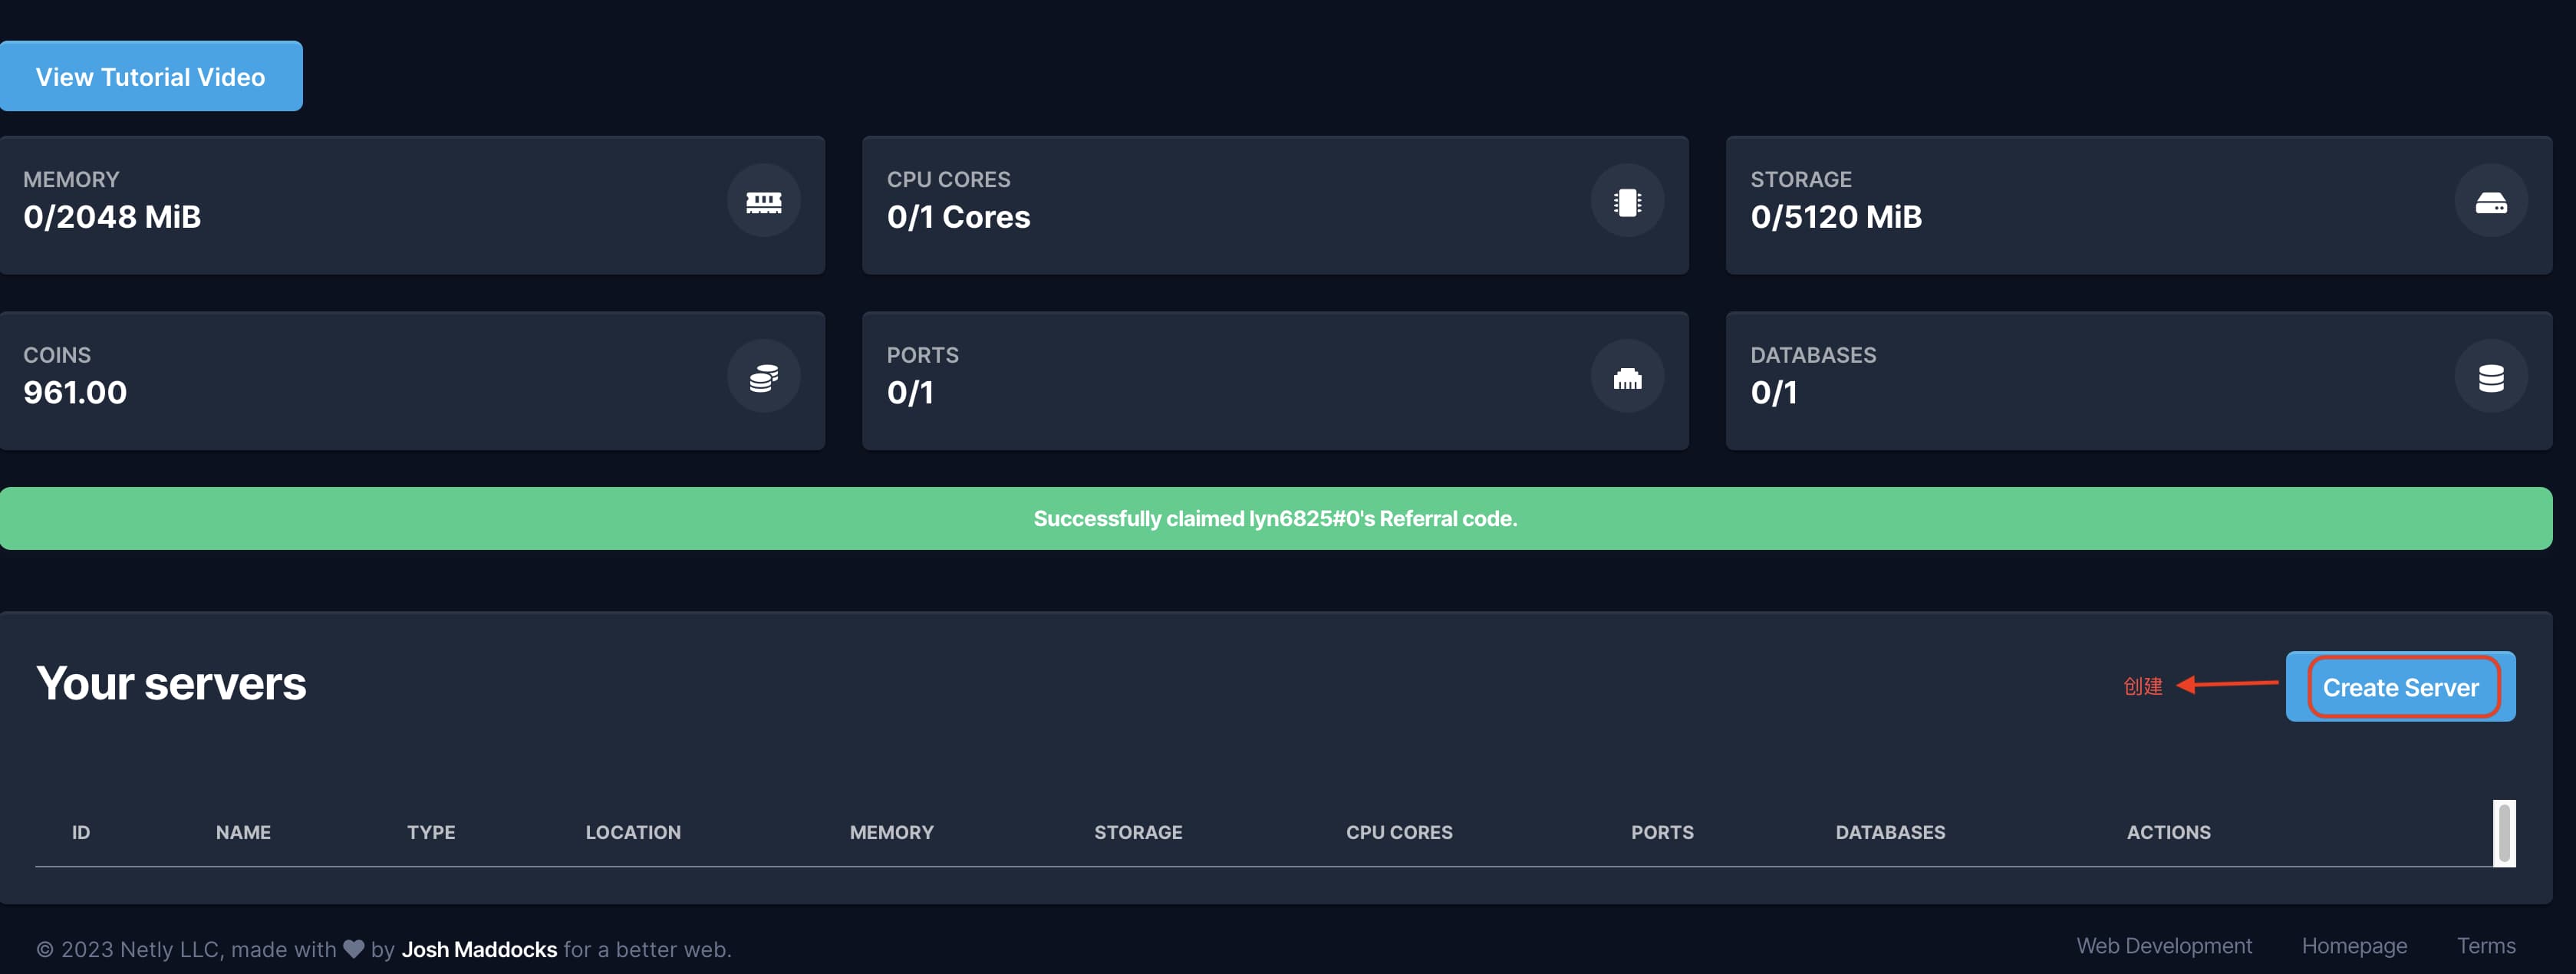 View Tutorial Video
MEMORY
0/2048 MiB
CPU CORES
0/1 Cores
STORAGE
0/5120 MiB
COINS
961.00
PORTS
0/1
DATABASES
0/1
Successfully claimed lyn6825#0's Referral code.
Your servers
创建
Create Server
ID NAME TYPE LOCATION MEMORY STORAGE CPU CORES PORTS DATABASES ACTIONS
© 2023 Netly LLC, made with by Josh Maddocks for a better web.
Web Development Homepage Terms